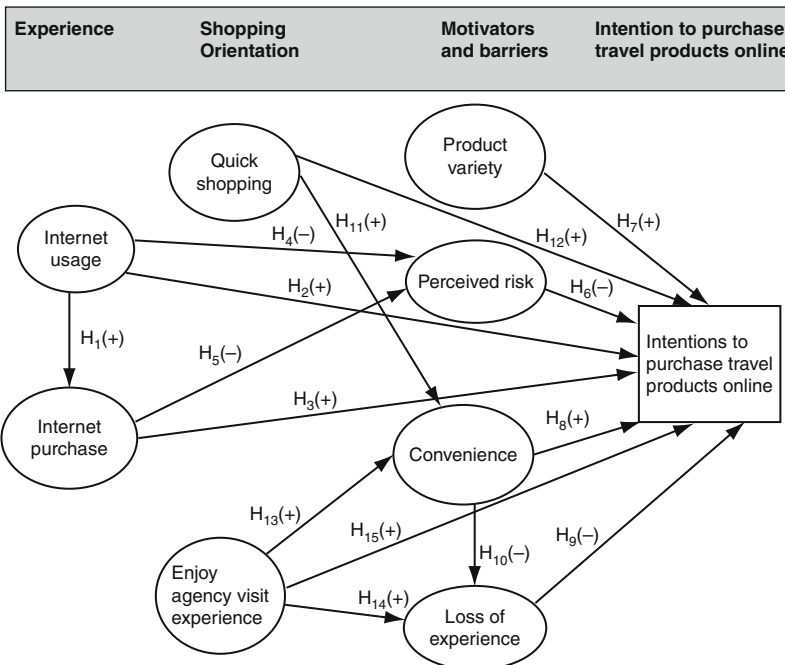 Experience
Shopping
Orientation
Motivators
and barriers
Intention to purchase
travel products online
Quick
shopping
Product
variety
Internet
usage
H4(–)
H11(+)
H12(+)
H7(+)
Perceived risk
H2(+)
H6(–)
H1(+)
H5(–)
Intentions to
purchase travel
products online
Internet
purchase
H3(+)
H8(+)
Convenience
H13(+)
H15(+)
H10(–)
H9(–)
Enjoy
agency visit
experience
H14(+)
Loss of
experience